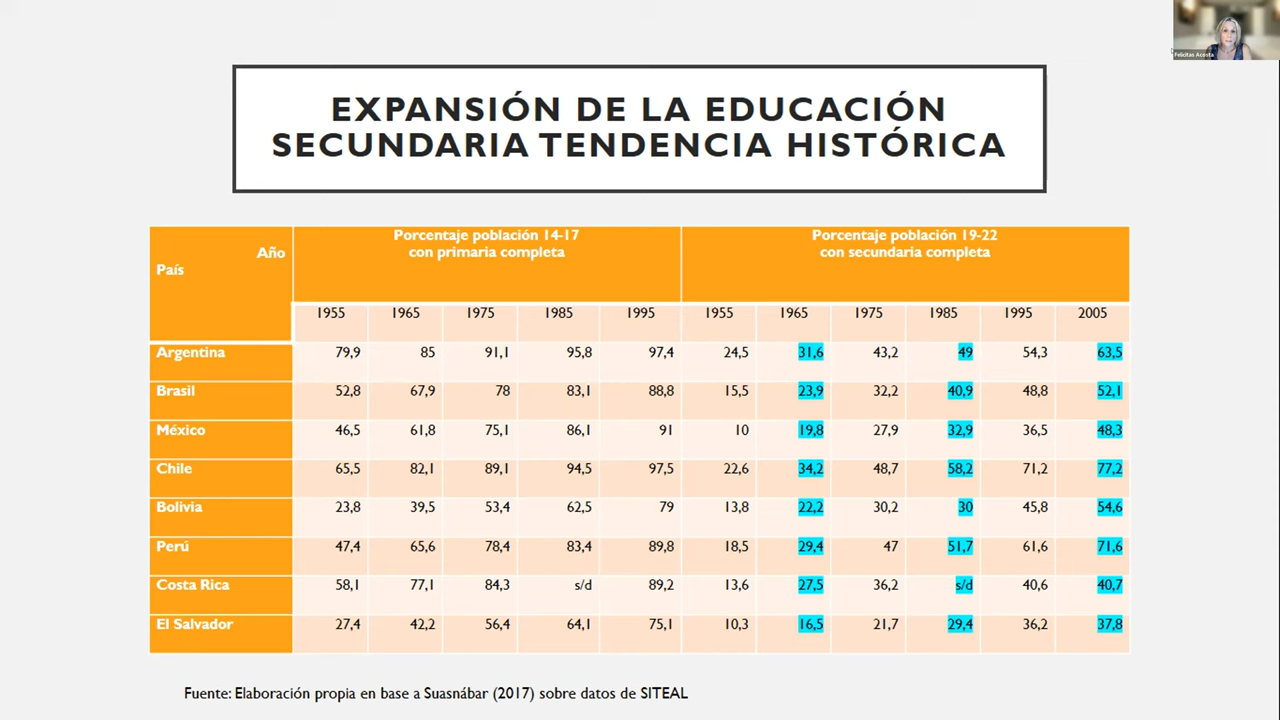 Felicitas Acosta
EXPANSIÓN DE LA EDUCACIÓN
SECUNDARIA TENDENCIA HISTÓRICA
Año
País
Porcentaje población 14-17
con primaria completa
Porcentaje población 19-22
con secundaria completa
1955 1965 1975 1985 1995 1955 1965 1975 1985 1995 2005
Argentina 79,9 85 91,1 95,8 97,4 24,5 31,6 43,2 49 54,3 63,5
Brasil 52,8 67,9 78 83,1 88,8 15,5 23,9 32,2 40,9 48,8 52,1
México 46,5 61,8 75,1 86,1 91 10 19,8 27,9 32,9 36,5 48,3
Chile 65,5 82,1 89,1 94,5 97,5 22,6 34,2 48,7 58,2 71,2 77,2
Bolivia 23,8 39,5 53,4 62,5 79 13,8 22,2 30,2 30 45,8 54,6
Perú 47,4 65,6 78,4 83,4 89,8 18,5 29,4 47 51,7 61,6 71,6
Costa Rica 58,1 77,1 84,3 s/d 89,2 13,6 27,5 36,2 s/d 40,6 40,7
El Salvador 27,4 42,2 56,4 64,1 75,1 10,3 16,5 21,7 29,4 36,2 37,8
Fuente: Elaboración propia en base a Suasnábar (2017) sobre datos de SITEAL